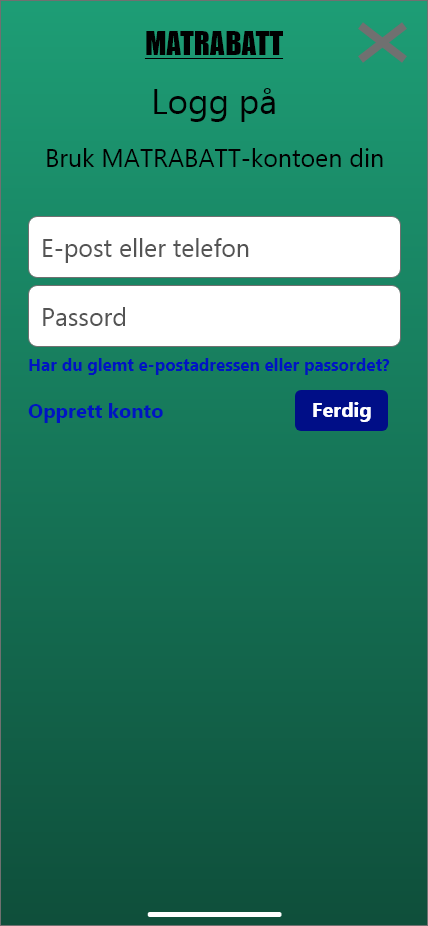 MATRABATT
Logg på
Bruk MATRABATT-kontoen din
E-post eller telefon
Passord
Har du glemt e-postadressen eller passordet?
Opprett konto
Ferdig